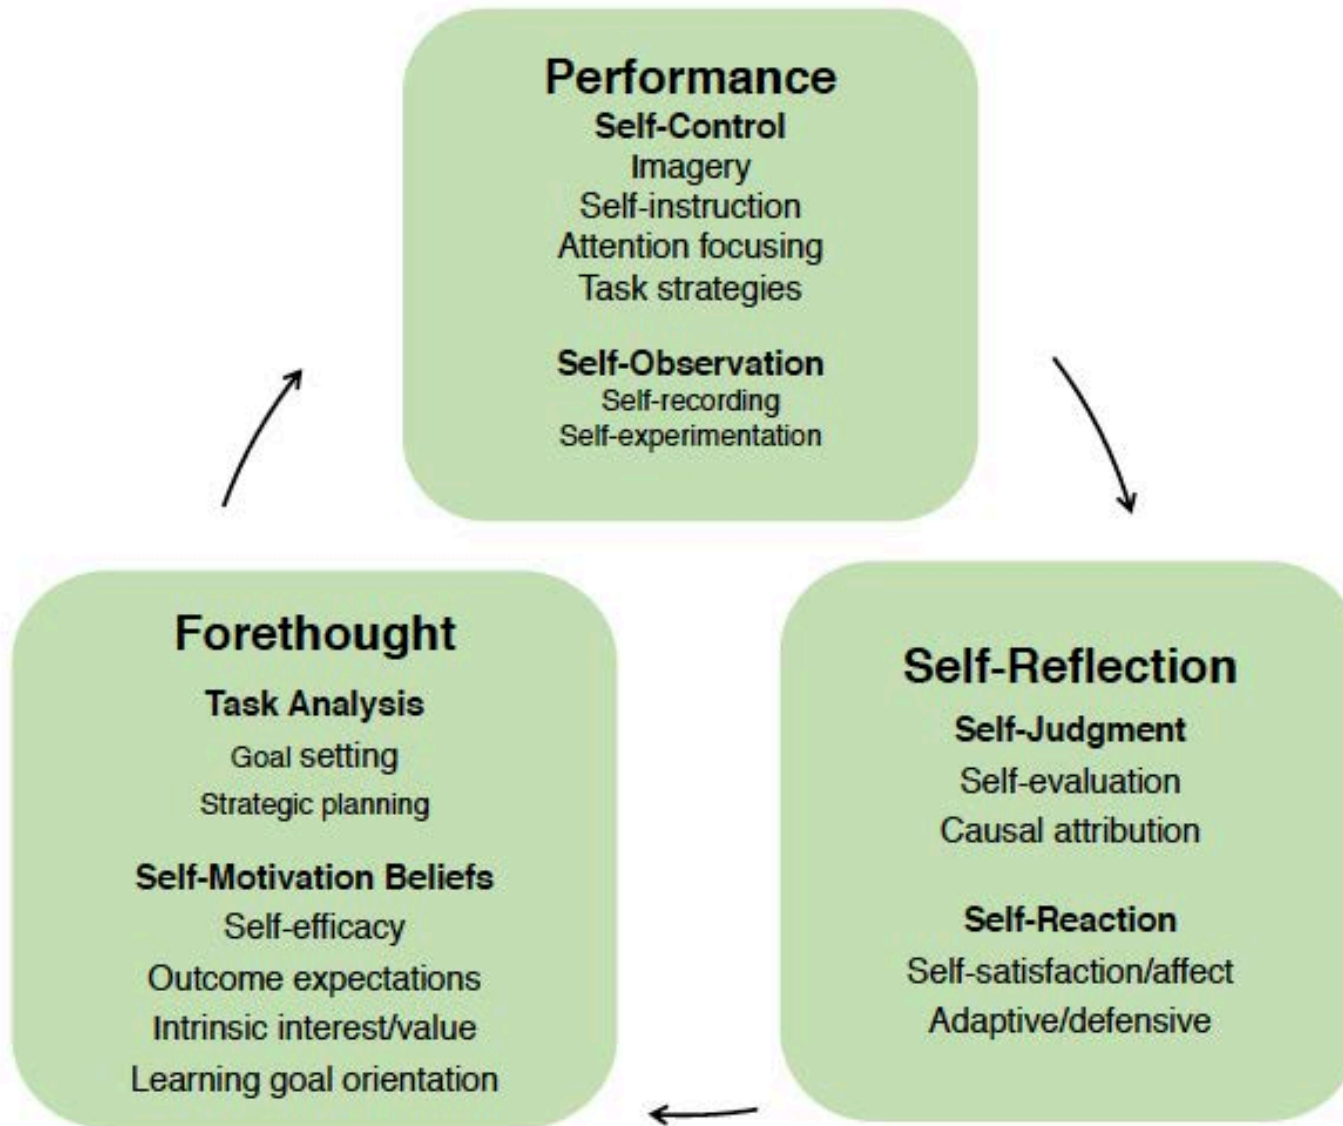 Performance
Self-Control
Imagery
Self-instruction
Attention focusing
Task strategies
Self-Observation
Self-recording
Self-experimentation
Forethought
Task Analysis
Goal setting
Strategic planning
Self-Motivation Beliefs
Self-efficacy
Outcome expectations
Intrinsic interest/value
Learning goal orientation
Self-Reflection
Self-Judgment
Self-evaluation
Causal attribution
Self-Reaction
Self-satisfaction/affect
Adaptive/defensive